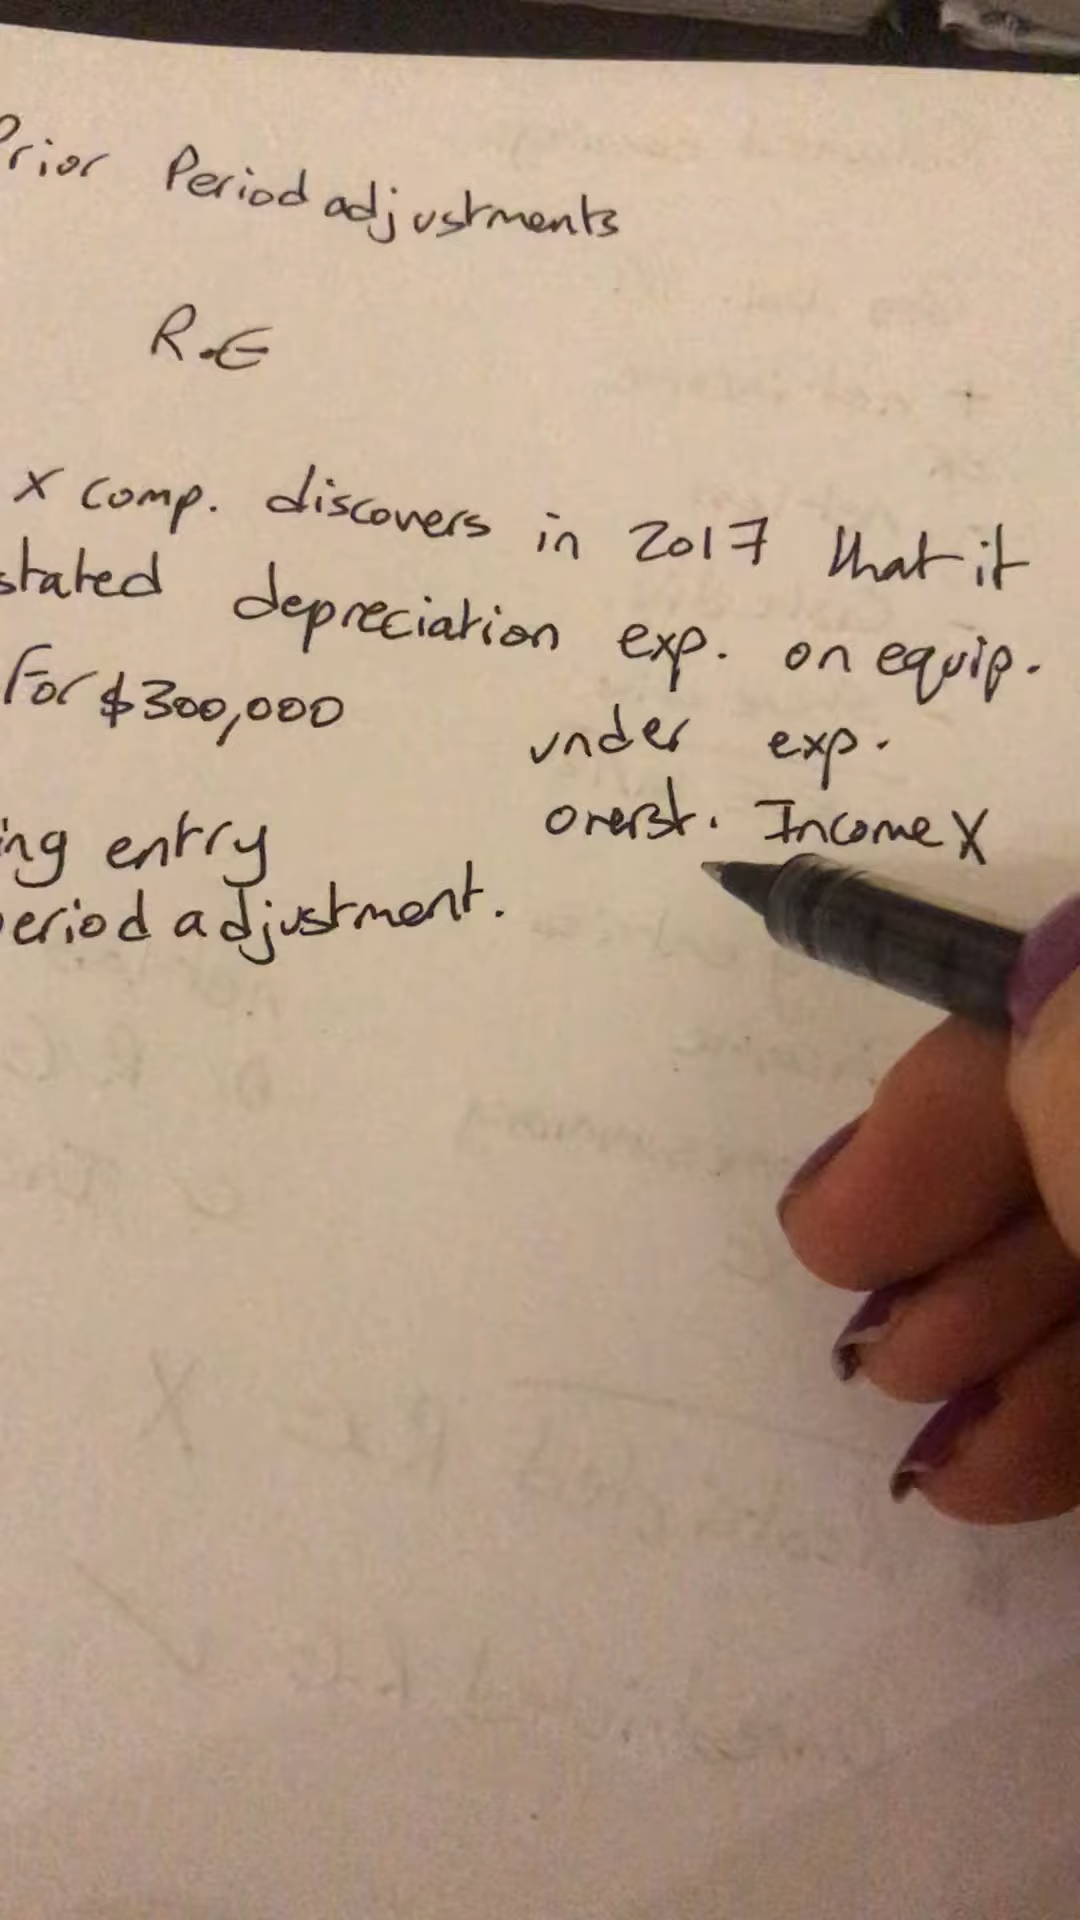 Prior Period adjustments
R.E
X comp. discovers in 2017 that it
stated depreciation exp. on equip.
For $300,000
under exp.
overst. Income X
ing entry
eriod adjustment.